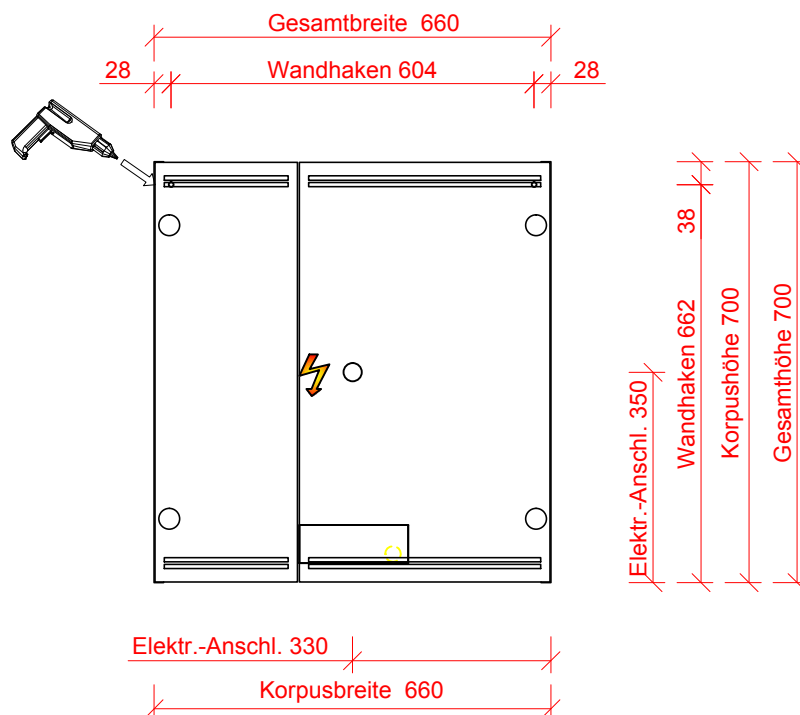 Gesamtbreite 660
28
Wandhaken 604
28
38
Wandhaken 662
Korpushöhe 700
Gesamthöhe 700
Elektr.-Anschl. 350
Elektr.-Anschl. 330
Korpusbreite 660